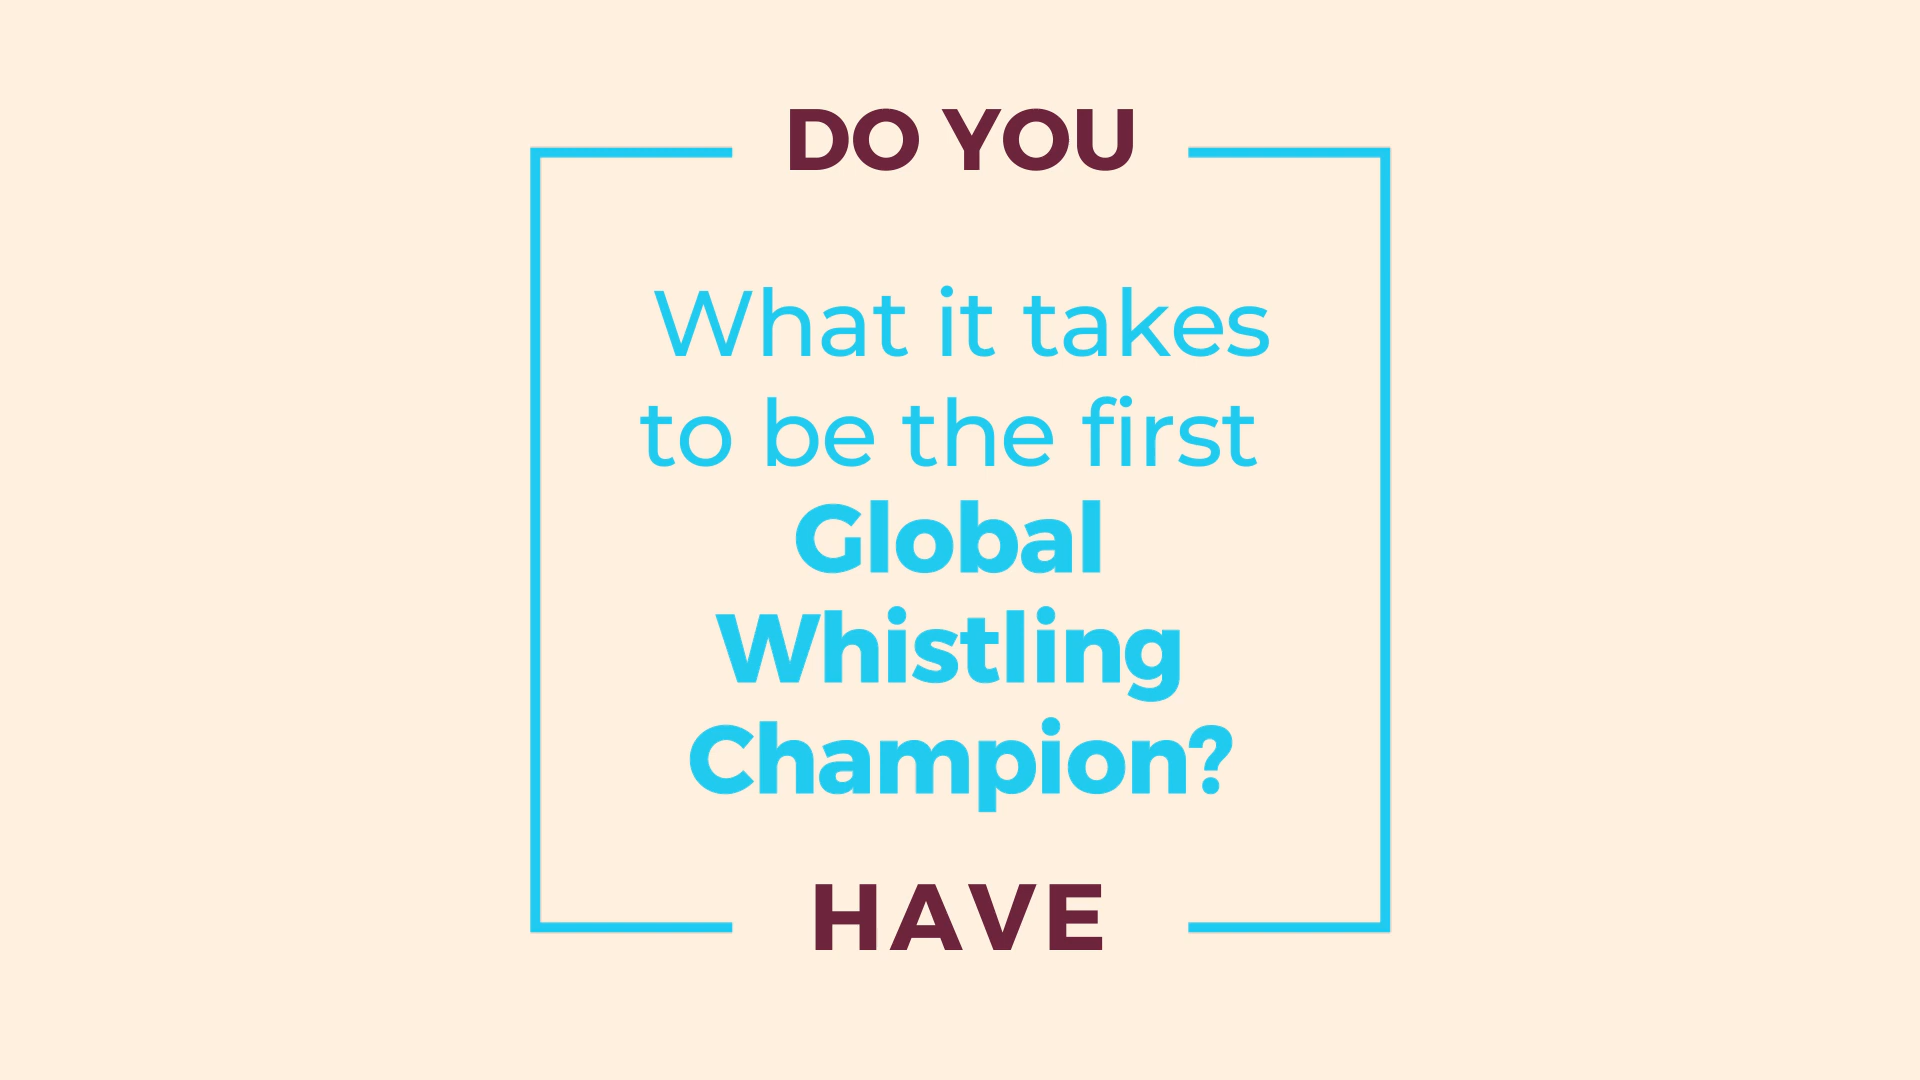 DO YOU
What it takes
to be the first
Global
Whistling
Champion?
HAVE